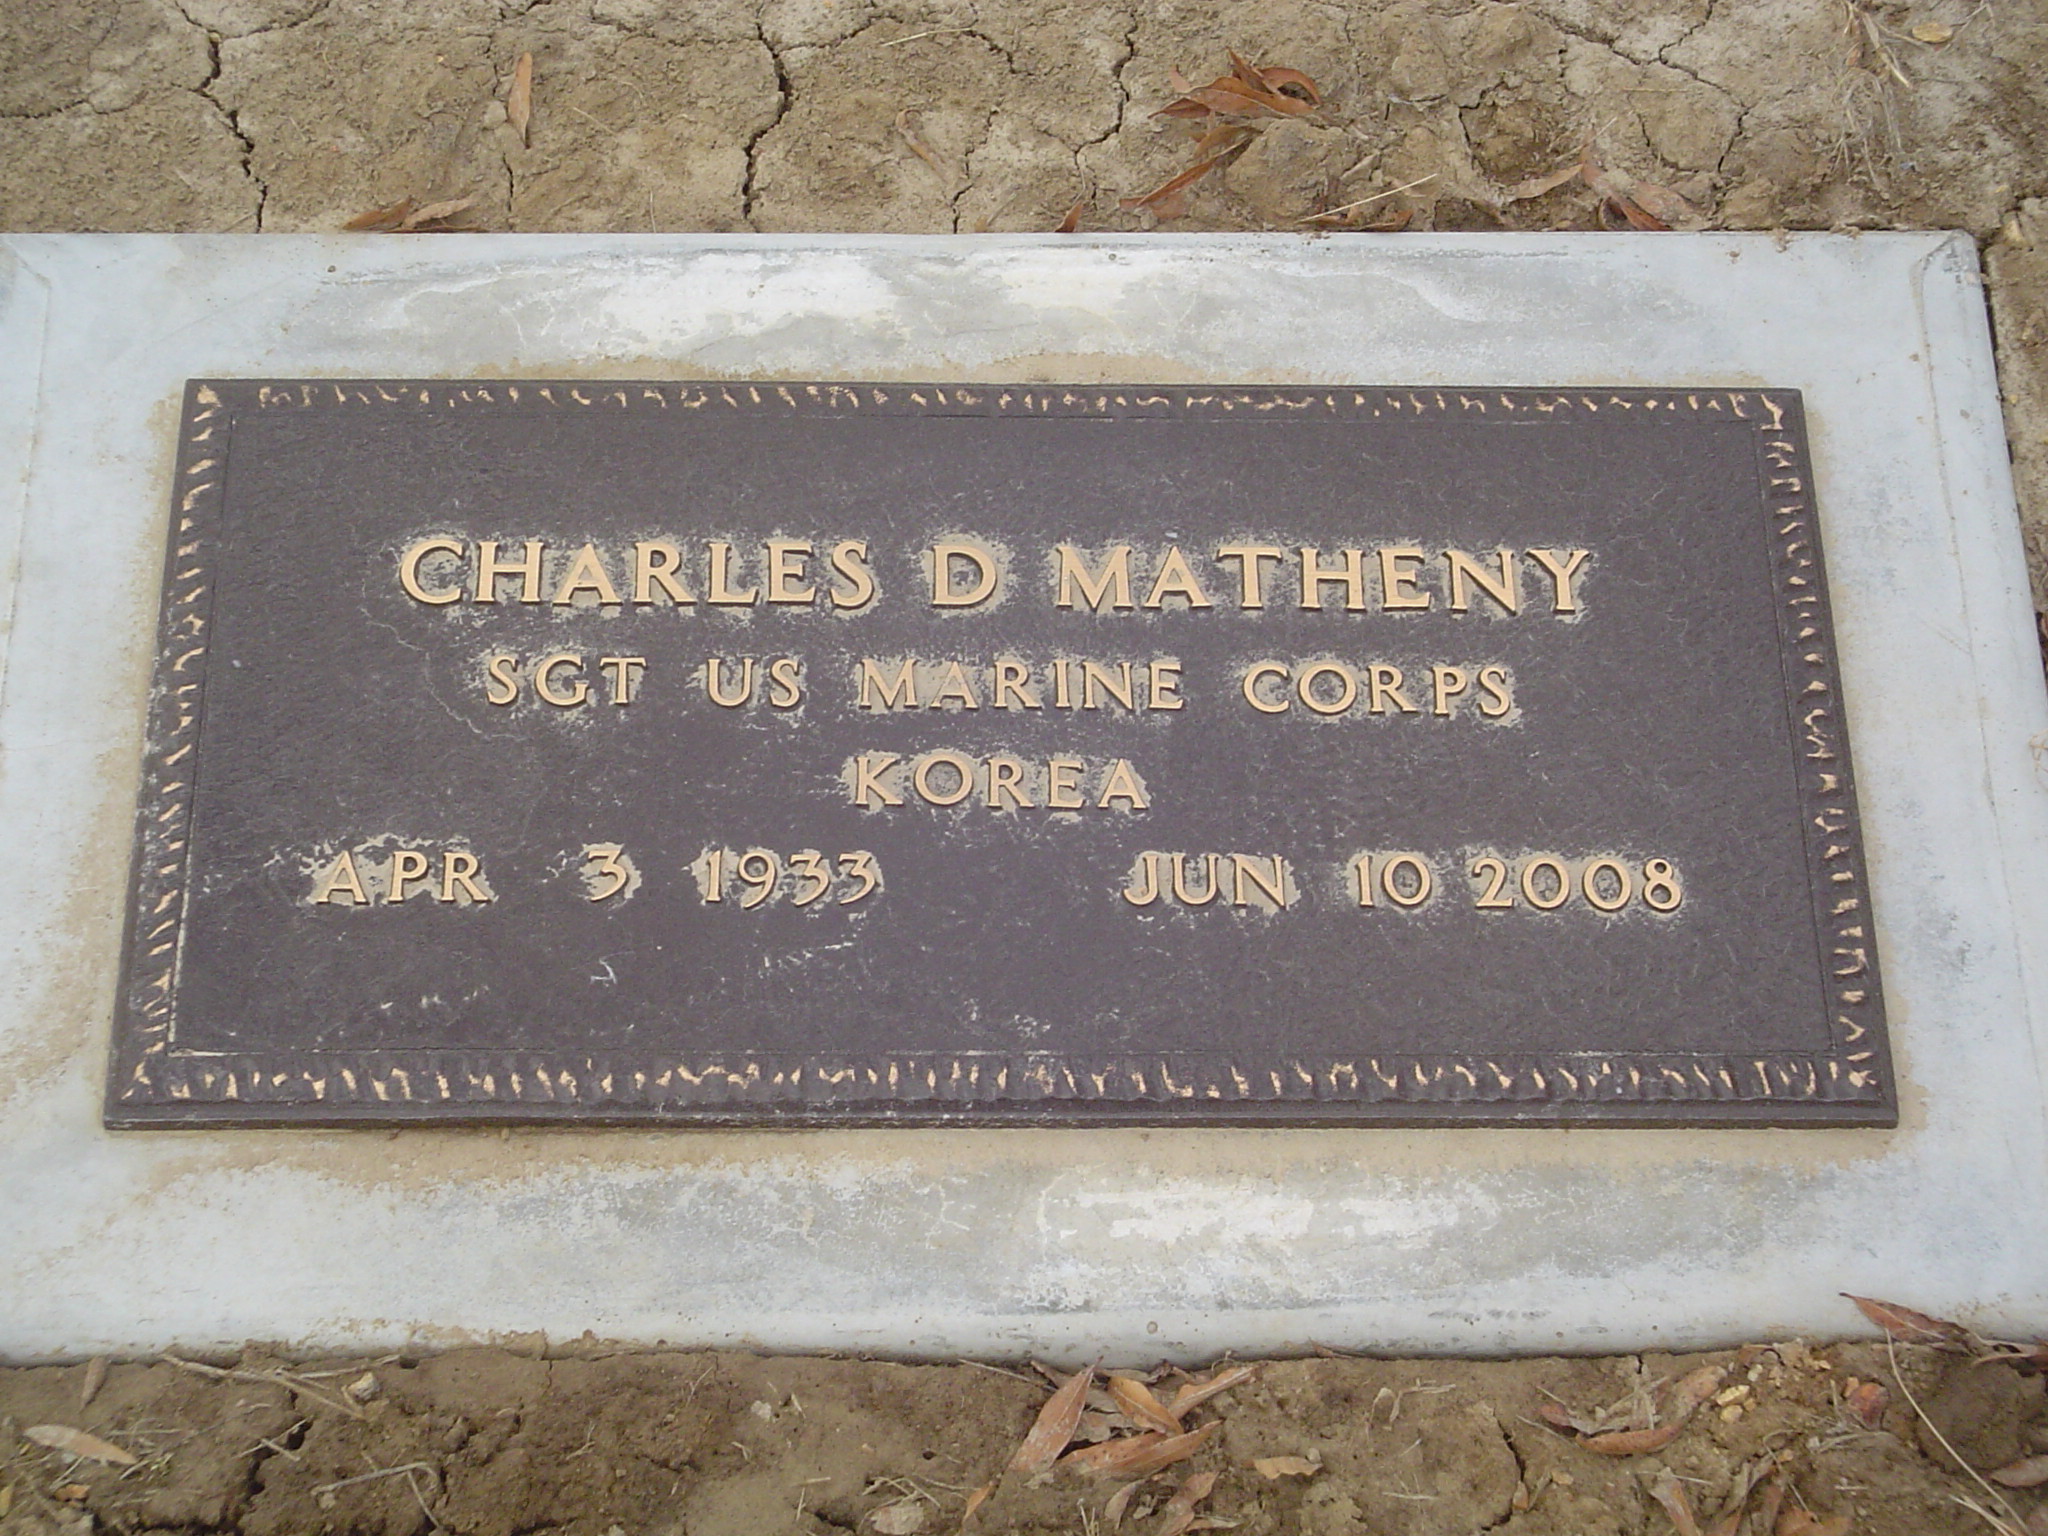 CHARLES D MATHENY
SGT US MARINE CORPS
KOREA
APR 3 1933 JUN 10 2008